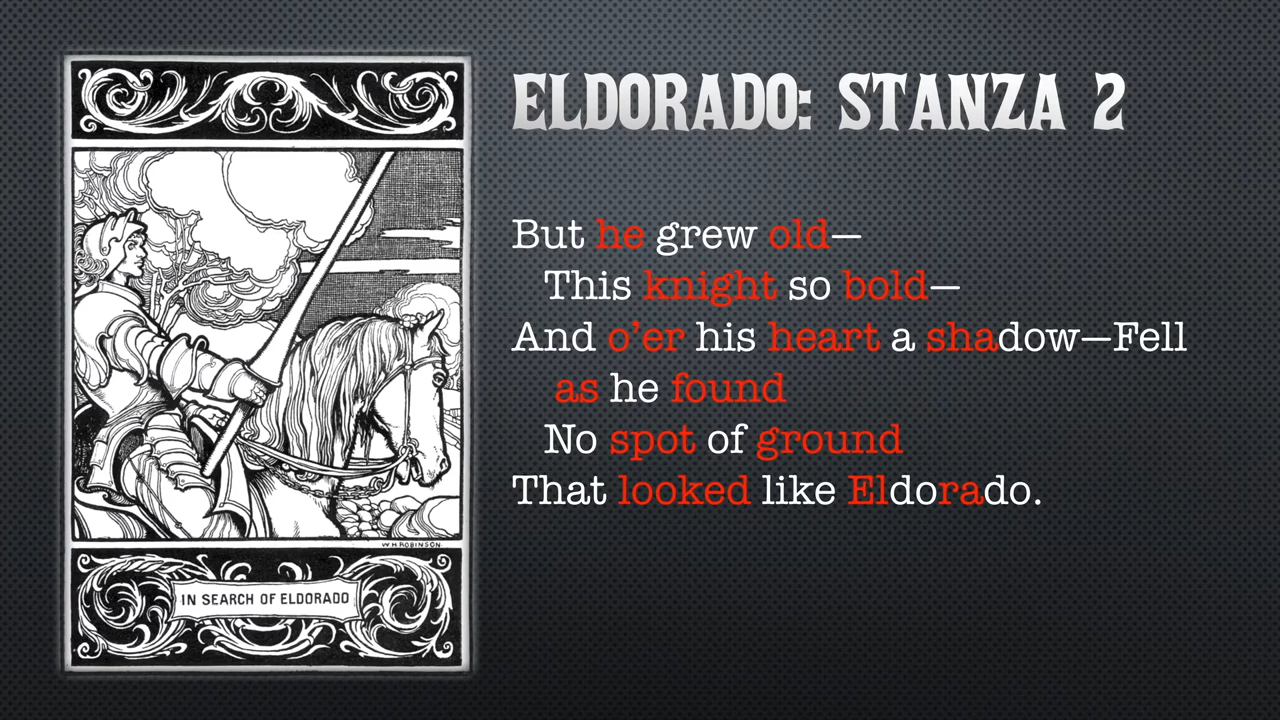 ELDORADO: STANZA 2
But he grew old—
This knight so bold—
And o’er his heart a shadow—Fell
as he found
No spot of ground
That looked like Eldorado.
W.H.ROBINSON
IN SEARCH OF ELDORADO